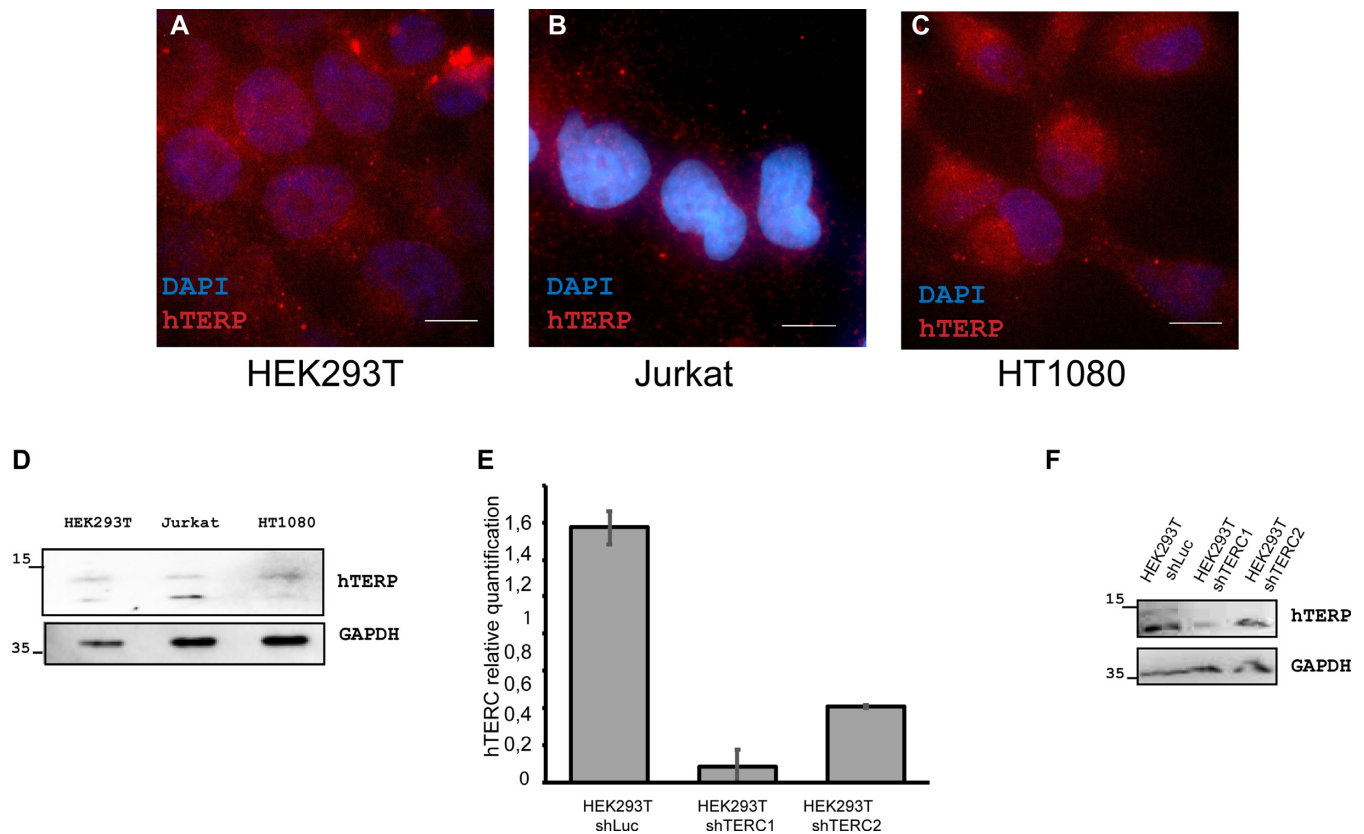 A
DAPI
hTERP
HEK293T
B
DAPI
hTERP
Jurkat
C
DAPI
hTERP
HT1080
D
HEK293T Jurkat HT1080
15
hTERP
35
GAPDH
E
hTERC relative quantification
1,6
1,4
1,2
1
0,8
0,6
0,4
0,2
0
HEK293T
shLuc
HEK293T
shTERC1
HEK293T
shTERC2
F
HEK293T
shLuc
HEK293T
shTERC1
HEK293T
shTERC2
15
hTERP
35
GAPDH